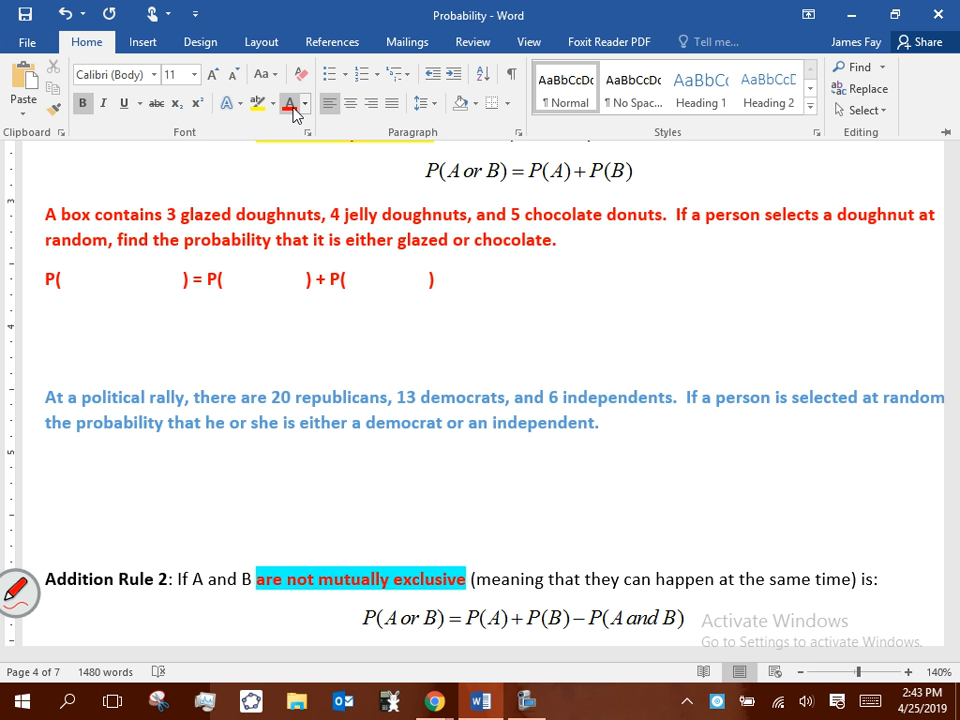 Probability - Word
File Home Insert Design Layout References Mailings Review View Foxit Reader PDF Tell me... James Fay Share
Calibri (Body) 11 Aa AaBbCcDc AaBbCcDc AaBbCc AaBbCcD Find
Paste B I U abc x₂ x² A A ¶ Normal ¶ No Spac... Heading 1 Heading 2 Replace
Select
Clipboard Font Paragraph Styles Editing
P(A or B) = P(A) + P(B)
A box contains 3 glazed doughnuts, 4 jelly doughnuts, and 5 chocolate donuts. If a person selects a doughnut at
random, find the probability that it is either glazed or chocolate.
P( ) = P( ) + P( )
At a political rally, there are 20 republicans, 13 democrats, and 6 independents. If a person is selected at random
the probability that he or she is either a democrat or an independent.
Addition Rule 2: If A and B are not mutually exclusive (meaning that they can happen at the same time) is:
P(A or B) = P(A) + P(B) − P(A and B)
Activate Windows
Go to Settings to activate Windows.
Page 4 of 7 1480 words 140%
2:43 PM
4/25/2019